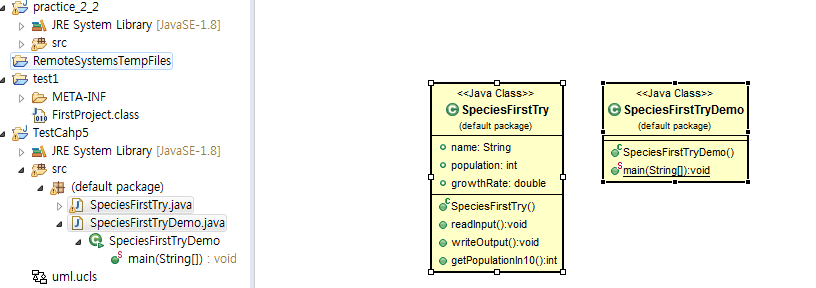 practice_2_2
JRE System Library [JavaSE-1.8]
src
RemoteSystemsTempFiles
test1
META-INF
FirstProject.class
TestCahp5
JRE System Library [JavaSE-1.8]
src
(default package)
SpeciesFirstTry.java
SpeciesFirstTryDemo.java
SpeciesFirstTryDemo
main(String[]) : void
uml.ucls
<<Java Class>>
SpeciesFirstTry
(default package)
name: String
population: int
growthRate: double
SpeciesFirstTry()
readInput():void
writeOutput():void
getPopulationIn10():int
<<Java Class>>
SpeciesFirstTryDemo
(default package)
SpeciesFirstTryDemo()
main(String[]):void